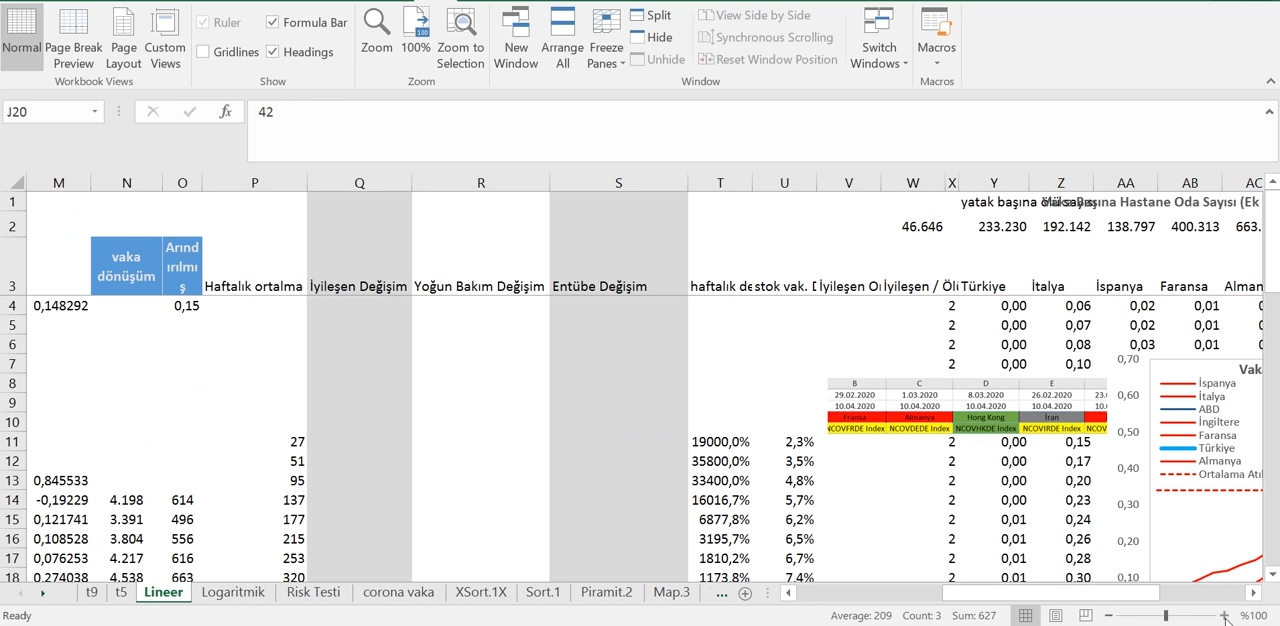 Normal Page Break Preview Page Layout Custom Views
Workbook Views
Ruler Formula Bar
Gridlines Headings
Show
Zoom 100% Zoom to Selection
Zoom
New Window Arrange All Freeze Panes
Split
Hide
Unhide
View Side by Side
Synchronous Scrolling
Reset Window Position
Window
Switch Windows
Macros
Macros
J20 fx 42
M N O P Q R S T U V W X Y Z AA AB AC
1 yatak başına ölü sayısı Başına Hastane Oda Sayısı (Ek
2 46.646 233.230 192.142 138.797 400.313 663.
3 vaka dönüşüm Arındırılmış Haftalık ortalma İyileşen Değişim Yoğun Bakım Değişim Entübe Değişim haftalık de stok vak. D İyileşen O İyileşen / Öl Türkiye İtalya İspanya Fransa Alman
4 0,148292 0,15 2 0,00 0,06 0,02 0,01
5 2 0,00 0,07 0,02 0,01
6 2 0,00 0,08 0,03 0,01
7 2 0,00 0,10 0,70
8 B C D E
9 29.02.2020 1.03.2020 8.03.2020 26.02.2020 23.
10.04.2020 10.04.2020 10.04.2020 10.04.2020 10.
10 Fransa Almanya Hong Kong İran
NCOVFRDE Index NCOVDEDE Index NCOVHKDE Index NCOVIRDE Index NCOV
11 27 19000,0% 2,3% 2 0,00 0,15
12 51 35800,0% 3,5% 2 0,00 0,17
13 0,845533 95 33400,0% 4,8% 2 0,00 0,20
14 -0,19229 4.198 614 137 16016,7% 5,7% 2 0,00 0,23
15 0,121741 3.391 496 177 6877,8% 6,2% 2 0,01 0,24
16 0,108528 3.804 556 215 3195,7% 6,5% 2 0,01 0,26
17 0,076253 4.217 616 253 1810,2% 6,7% 2 0,01 0,28
18 0,274038 4.538 663 320 1173,8% 7,4% 2 0,01 0,30
Vak
0,60
0,50
0,40
0,30
0,20
0,10
İspanya
İtalya
ABD
İngiltere
Faransa
Türkiye
Almanya
Ortalama Atıl
t9 t5 Lineer Logaritmik Risk Testi corona vaka XSort.1X Sort.1 Piramit.2 Map.3 ...
Ready Average: 209 Count: 3 Sum: 627 %100